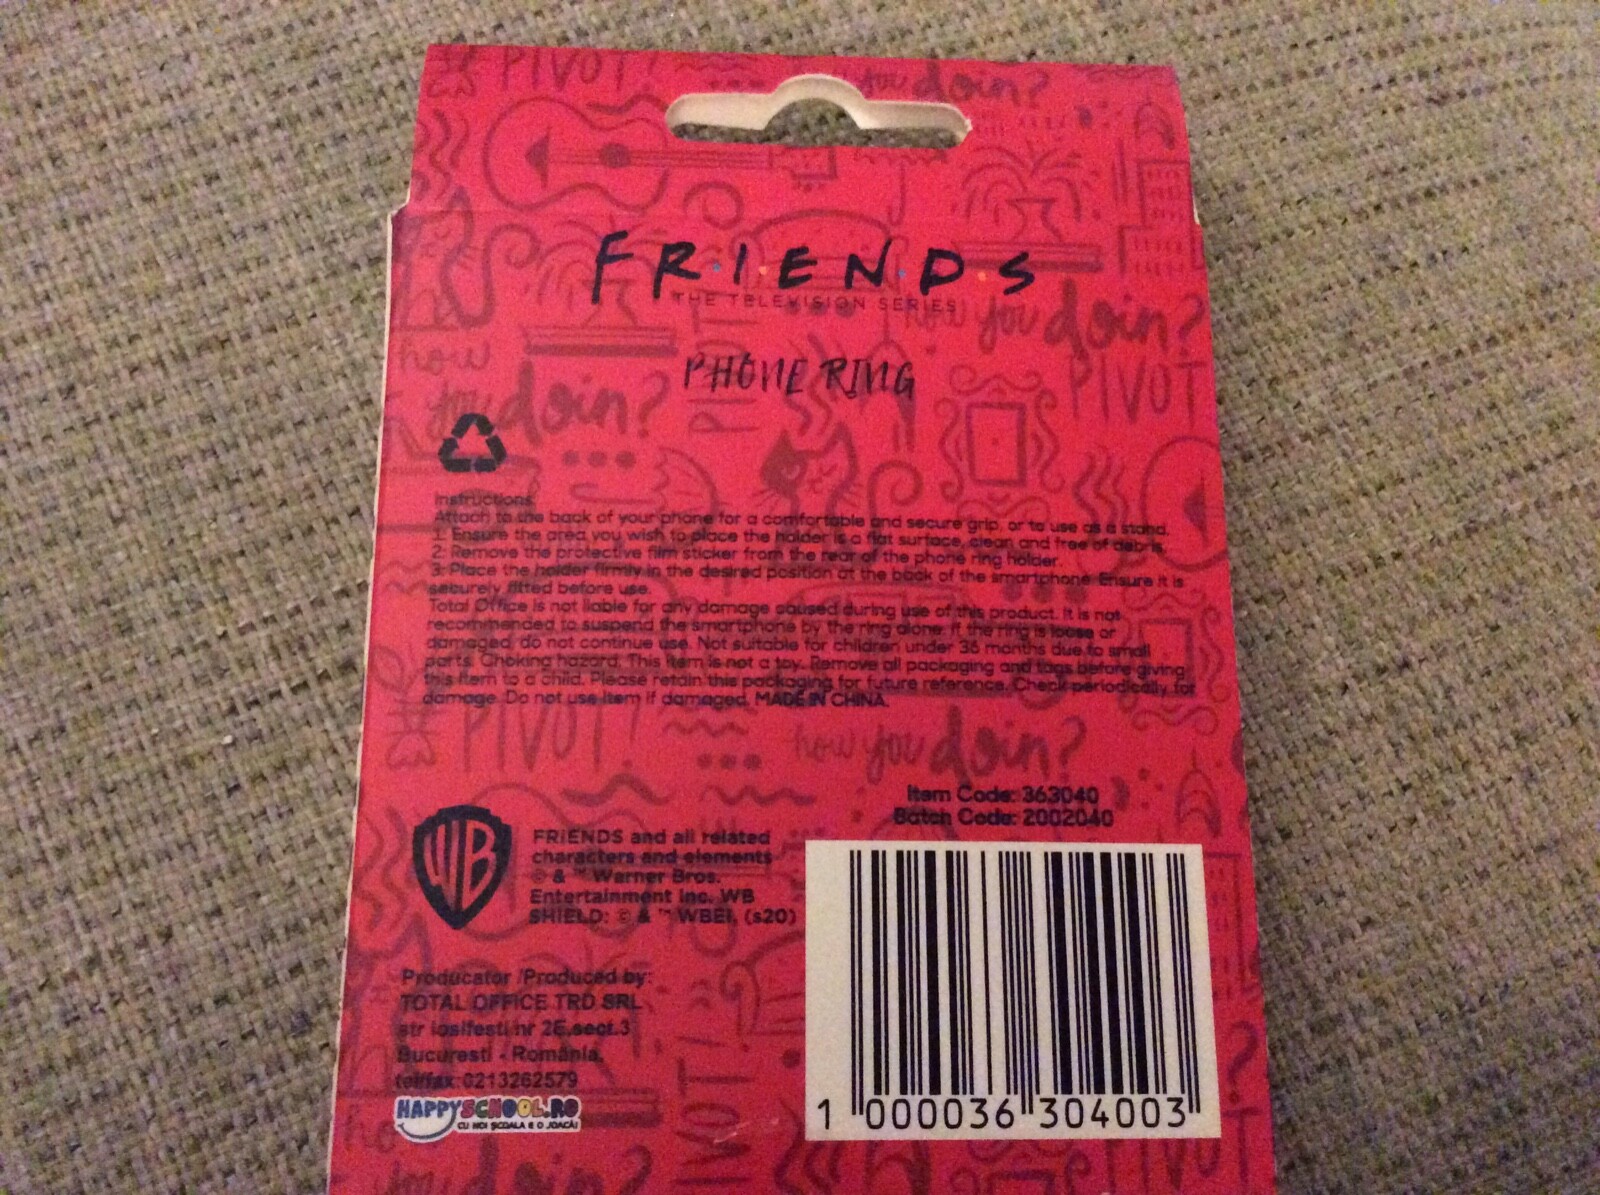 PIVOT!
you doin?
FRIENDS
THE TELEVISION SERIES
how you doin?
PHONE RING
how
you doin?
PIVOT
PIVOT
Instructions:
Attach to the back of your phone for a comfortable and secure grip, or to use as a stand.
1. Ensure the area you wish to place the holder is a flat surface, clean and free of debris.
2: Remove the protective film sticker from the rear of the phone ring holder.
3: Place the holder firmly in the desired position at the back of the smartphone. Ensure it is
securely fitted before use.
Total Office is not liable for any damage caused during use of this product. It is not
recommended to suspend the smartphone by the ring alone. If the ring is loose or
damaged, do not continue use. Not suitable for children under 36 months due to small
parts. Choking hazard. This item is not a toy. Remove all packaging and tags before giving
this item to a child. Please retain this packaging for future reference. Check periodically for
damage. Do not use item if damaged. MADE IN CHINA.
PIVOT!
how you doin?
Item Code: 363040
Batch Code: 2002040
WB
FRIENDS and all related
characters and elements
© & ™ Warner Bros.
Entertainment Inc. WB
SHIELD: © & ™ WBEI. (s20)
Producator /Produced by:
TOTAL OFFICE TRD SRL
str Iosifesti nr 2E,sect.3
Bucuresti - România,
tel/fax:0213262579
HAPPYSCHOOL.RO
CU NOI ȘCOALA E O JOACĂ!
1 000036 304003
PIVOT!
PIVOT